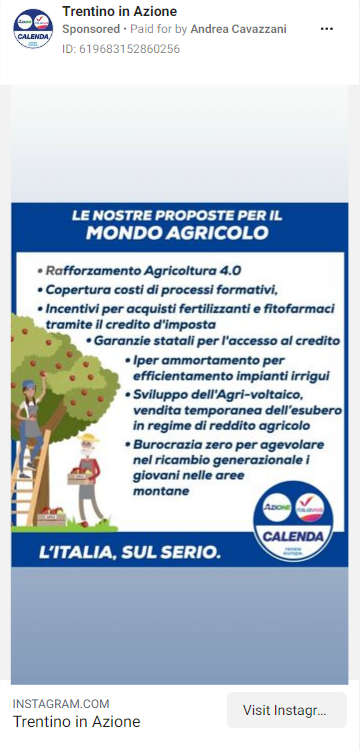 Trentino in Azione
Sponsored • Paid for by Andrea Cavazzani
ID: 619683152860256
LE NOSTRE PROPOSTE PER IL
MONDO AGRICOLO
• Rafforzamento Agricoltura 4.0
• Copertura costi di processi formativi,
• Incentivi per acquisti fertilizzanti e fitofarmaci
tramite il credito d'imposta
• Garanzie statali per l'accesso al credito
• Iper ammortamento per
efficientamento impianti irrigui
• Sviluppo dell'Agri-voltaico,
vendita temporanea dell'esubero
in regime di reddito agricolo
• Burocrazia zero per agevolare
nel ricambio generazionale i
giovani nelle aree
montane
AZIONE ITALIAVIVA
CALENDA
renew
europe.
L'ITALIA, SUL SERIO.
INSTAGRAM.COM
Trentino in Azione
Visit Instagr...